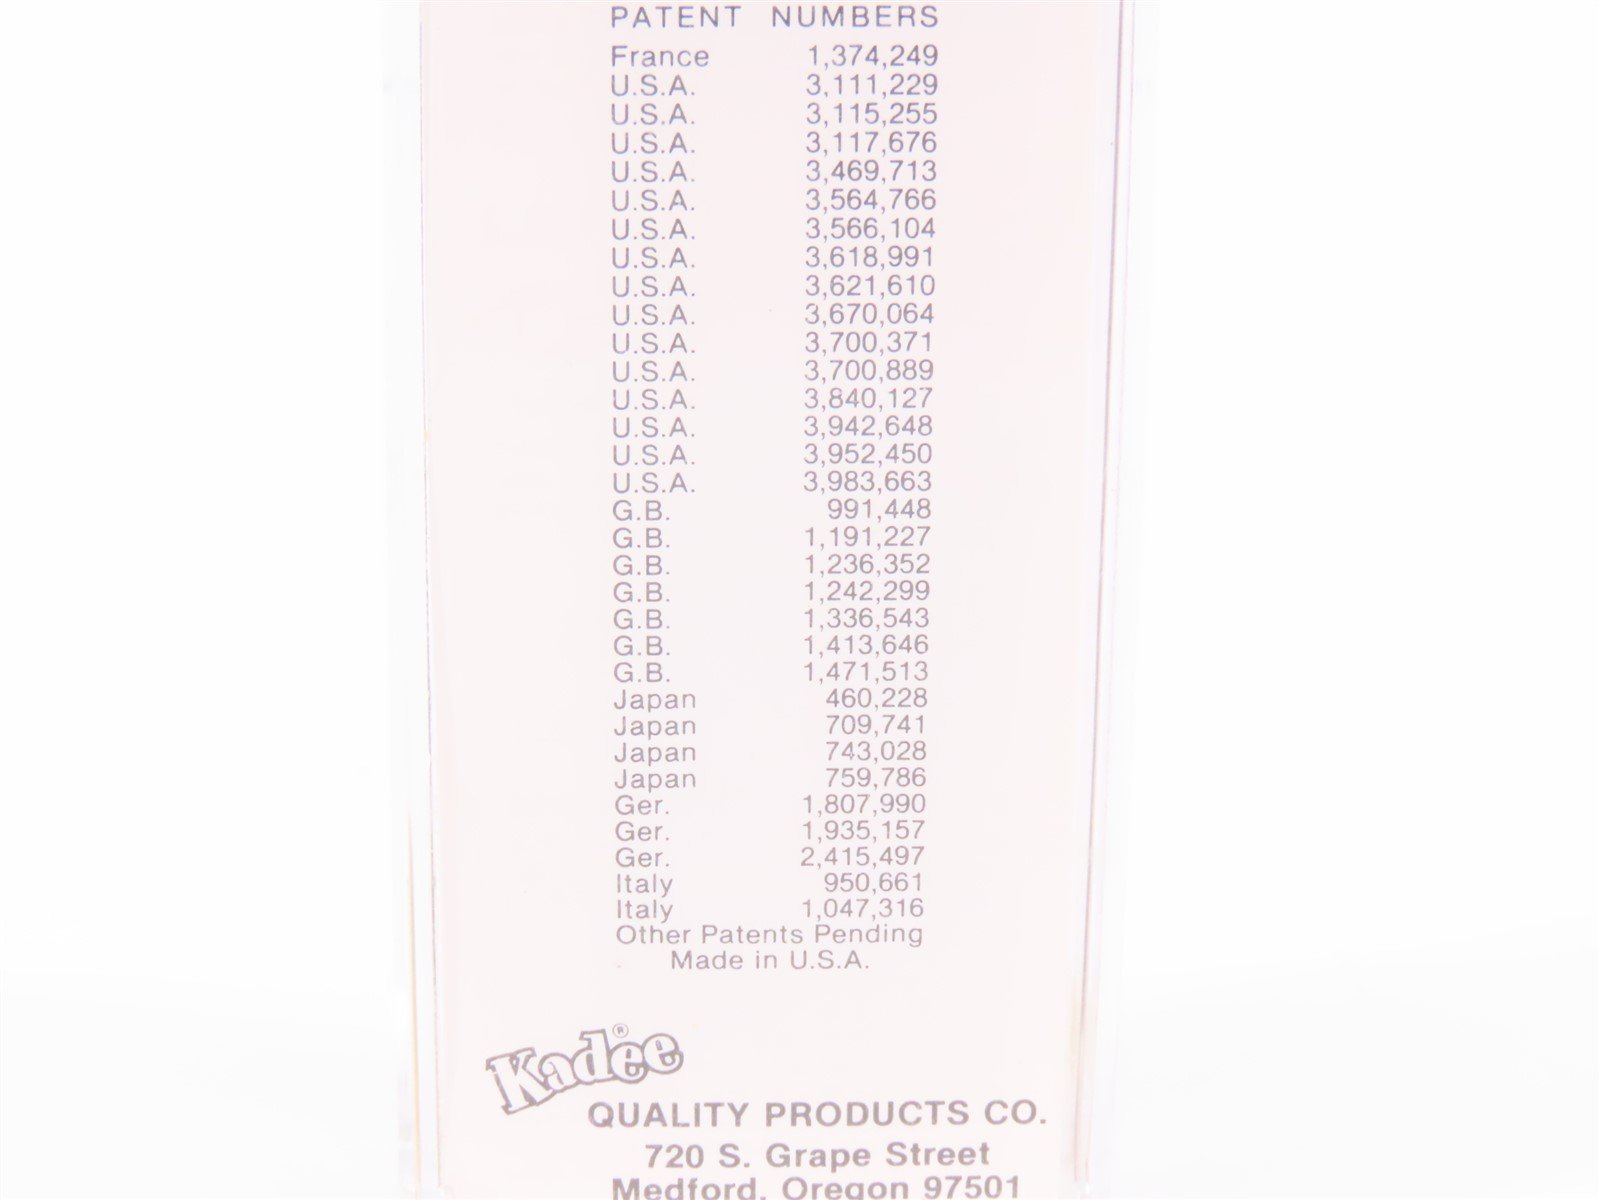 PATENT NUMBERS
France 1,374,249
U.S.A. 3,111,229
U.S.A. 3,115,255
U.S.A. 3,117,676
U.S.A. 3,469,713
U.S.A. 3,564,766
U.S.A. 3,566,104
U.S.A. 3,618,991
U.S.A. 3,621,610
U.S.A. 3,670,064
U.S.A. 3,700,371
U.S.A. 3,700,889
U.S.A. 3,840,127
U.S.A. 3,942,648
U.S.A. 3,952,450
U.S.A. 3,983,663
G.B. 991,448
G.B. 1,191,227
G.B. 1,236,352
G.B. 1,242,299
G.B. 1,336,543
G.B. 1,413,646
G.B. 1,471,513
Japan 460,228
Japan 709,741
Japan 743,028
Japan 759,786
Ger. 1,807,990
Ger. 1,935,157
Ger. 2,415,497
Italy 950,661
Italy 1,047,316
Other Patents Pending
Made in U.S.A.
Kadee®
QUALITY PRODUCTS CO.
720 S. Grape Street
Medford, Oregon 97501